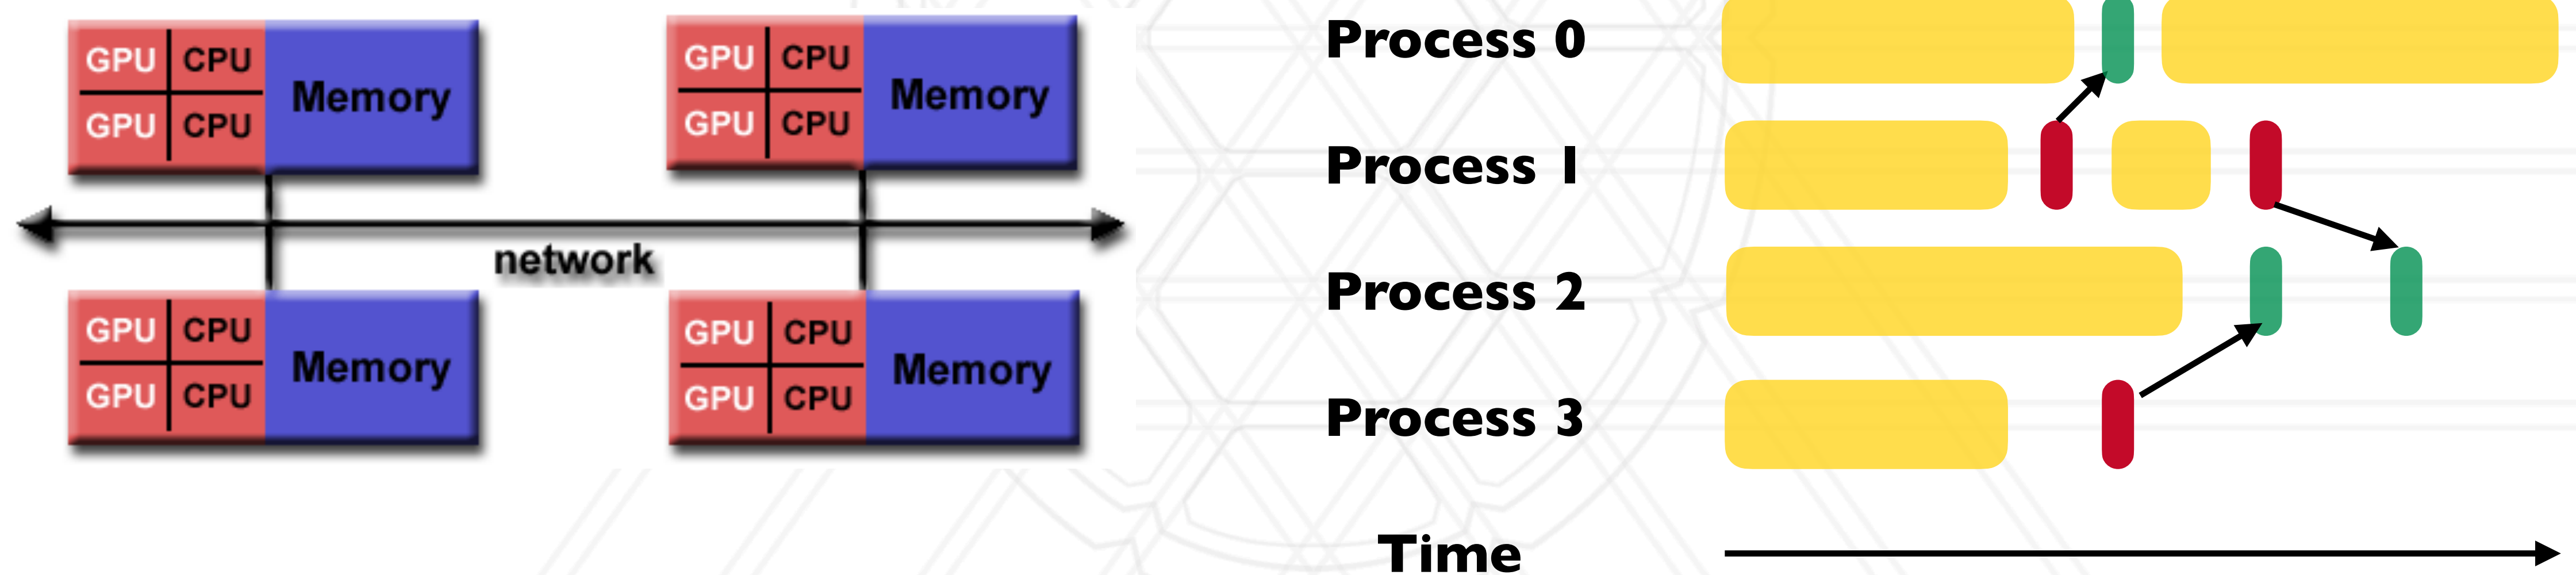 GPU CPU
GPU CPU
Memory
GPU CPU
GPU CPU
Memory
network
GPU CPU
GPU CPU
Memory
GPU CPU
GPU CPU
Memory
Process 0
Process 1
Process 2
Process 3
Time